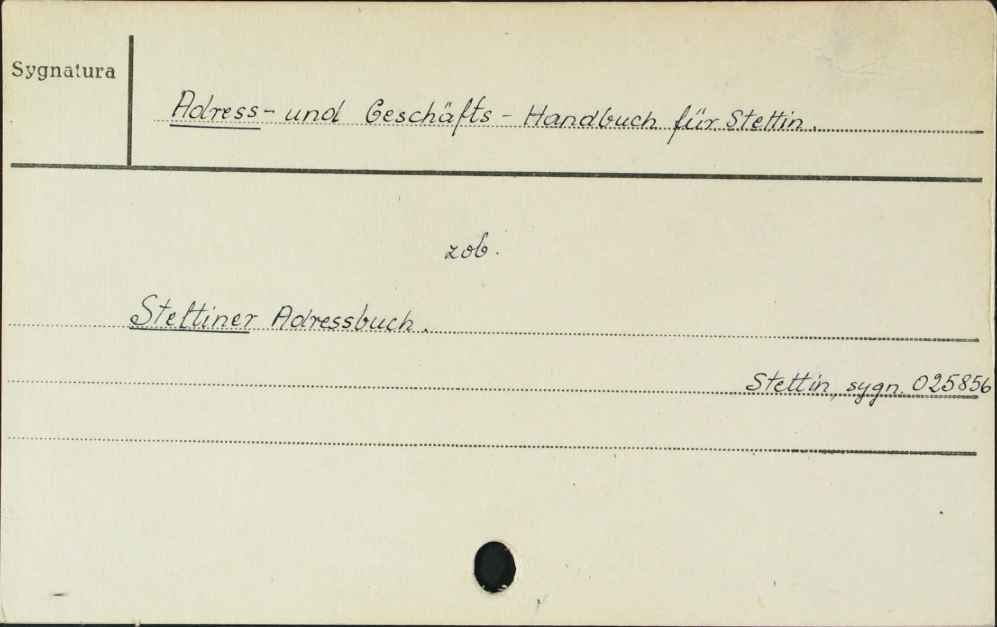 Sygnatura
Adress- und Geschäfts-Handbuch für Stettin.
zob.
Stettiner Adressbuch.
Stettin, sygn. 025856